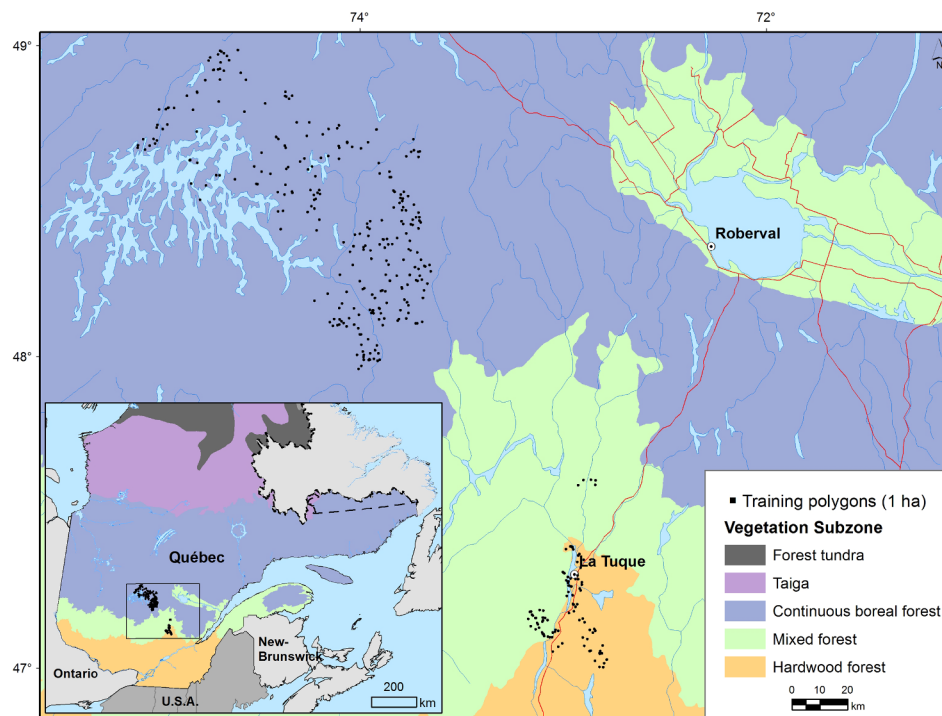 74°
72°
49°
N
Roberval
48°
Training polygons (1 ha)
Vegetation Subzone
Forest tundra
Taiga
Continuous boreal forest
Mixed forest
Hardwood forest
0 10 20
km
La Tuque
47°
Québec
New-
Brunswick
Ontario
U.S.A.
200
km